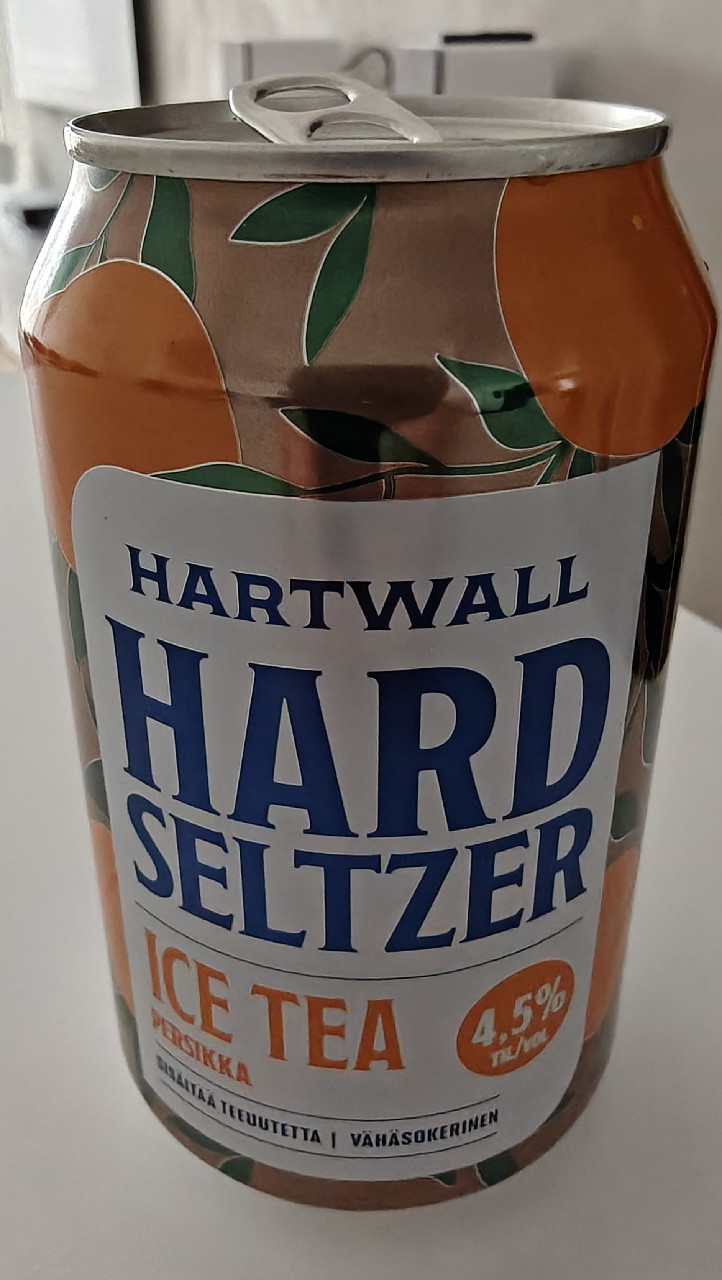 HARTWALL
HARD
SELTZER
ICE TEA
PERSIKKA
4,5%
TIL/VOL
SISÄLTÄÄ TEEUUTETTA | VÄHÄSOKERINEN